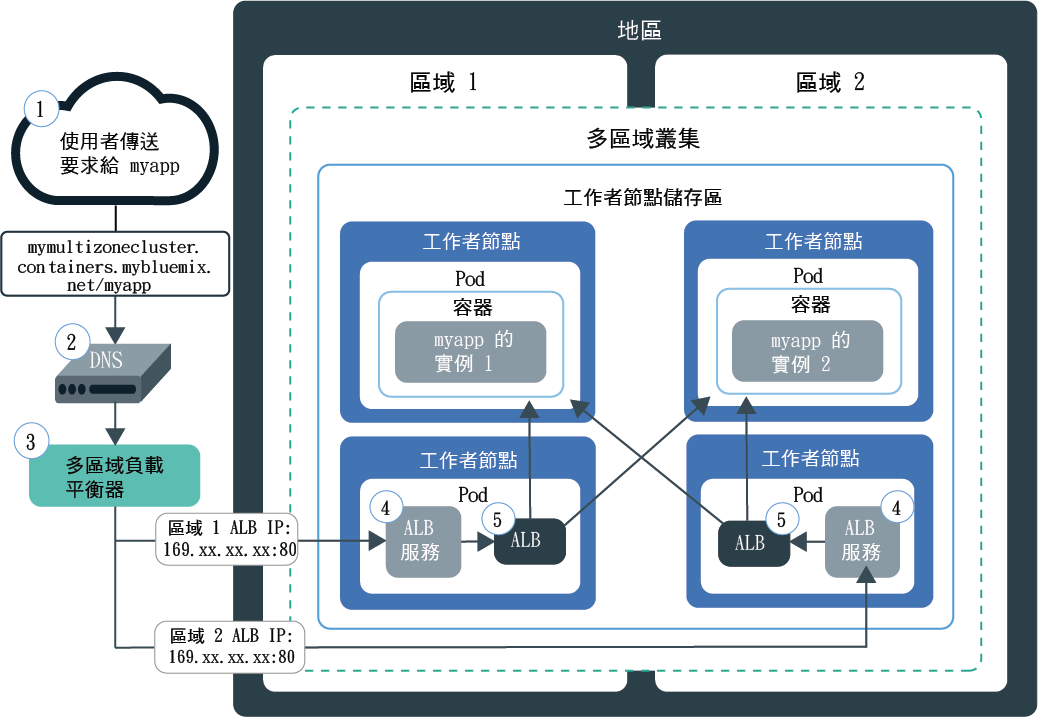 地區
區域 1
區域 2
多區域叢集
工作者節點儲存區
1
使用者傳送
要求給 myapp
mymultizonecluster.
containers.mybluemix.
net/myapp
2
DNS
3
多區域負載
平衡器
區域 1 ALB IP:
169.xx.xx.xx:80
區域 2 ALB IP:
169.xx.xx.xx:80
工作者節點
Pod
容器
myapp 的
實例 1
工作者節點
Pod
容器
myapp 的
實例 2
工作者節點
Pod
4
ALB
服務
5
ALB
工作者節點
Pod
5
ALB
4
ALB
服務